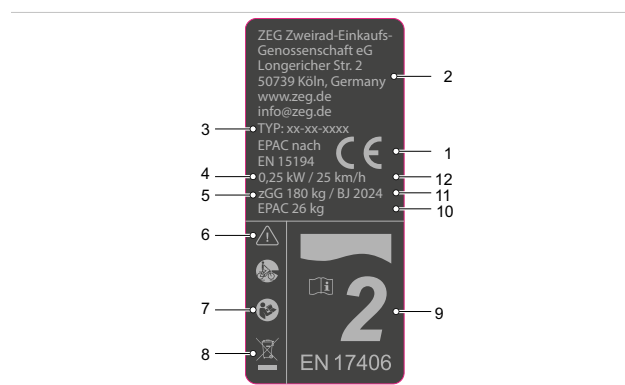 ZEG Zweirad-Einkaufs-
Genossenschaft eG
Longericher Str. 2
50739 Köln, Germany
www.zeg.de
info@zeg.de
2
3
TYP: xx-xx-xxxx
EPAC nach
EN 15194
CE
1
4
0,25 kW / 25 km/h
12
5
zGG 180 kg / BJ 2024
11
EPAC 26 kg
10
6
7
8
i
2
9
EN 17406